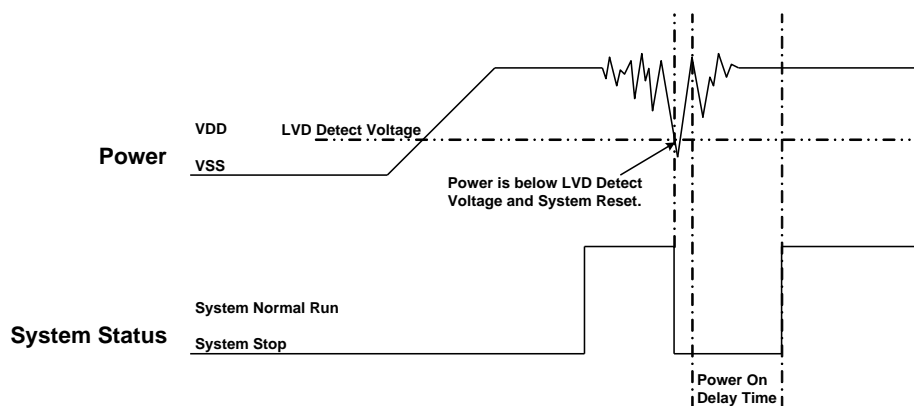 VDD
LVD Detect Voltage
Power
VSS
Power is below LVD Detect
Voltage and System Reset.
System Normal Run
System Status
System Stop
Power On
Delay Time